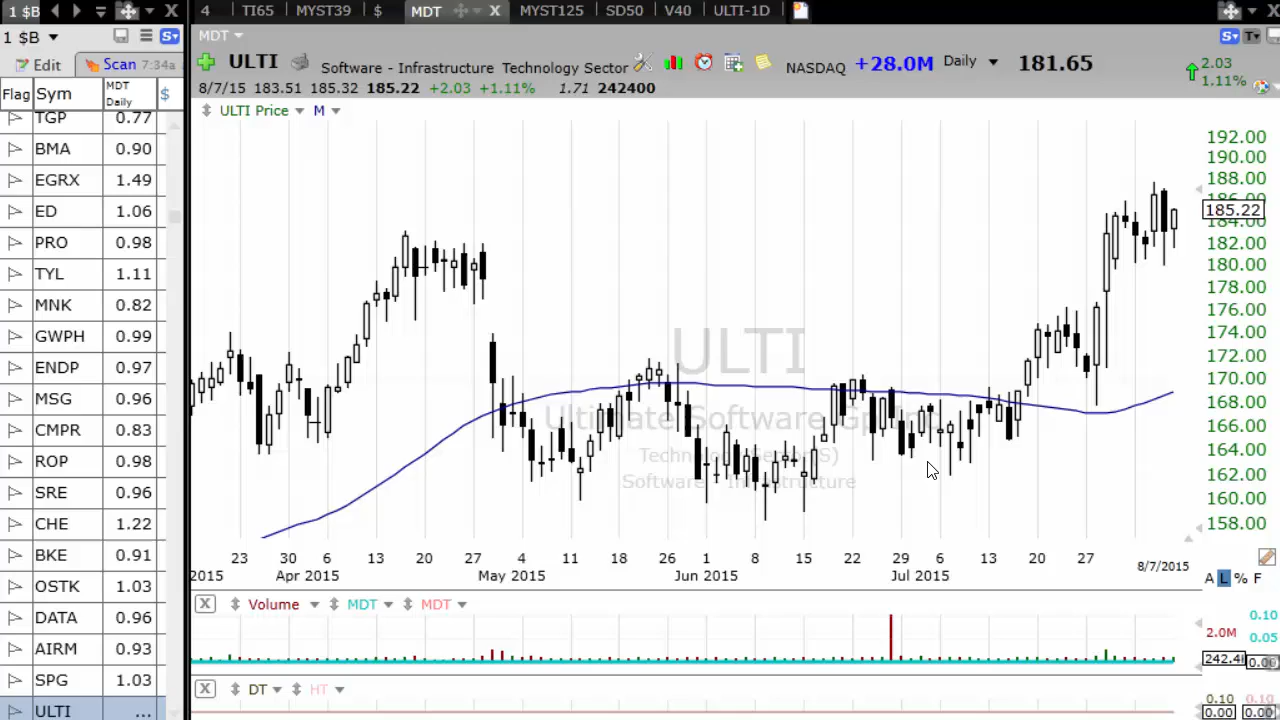 1 $B
4 TI65 MYST39 $ MDT X MYST125 SD50 V40 ULTI-1D
1 $B
MDT
Edit Scan 7:34a
Flag Sym MDT Daily $
TGP 0.77
BMA 0.90
EGRX 1.49
ED 1.06
PRO 0.98
TYL 1.11
MNK 0.82
GWPH 0.99
ENDP 0.97
MSG 0.96
CMPR 0.83
ROP 0.98
SRE 0.96
CHE 1.22
BKE 0.91
OSTK 1.03
DATA 0.96
AIRM 0.93
SPG 1.03
ULTI ...
ULTI Software - Infrastructure Technology Sector NASDAQ +28.0M Daily 181.65 2.03
1.11%
8/7/15 183.51 185.32 185.22 +2.03 +1.11% 1.71 242400
ULTI Price M
192.00
190.00
188.00
186.00
185.22
184.00
182.00
180.00
178.00
176.00
174.00
172.00
170.00
168.00
166.00
164.00
162.00
160.00
158.00
ULTI
Ultimate Software Gp Inc
Software - Infrastructure
23 30 6 13 20 27 4 11 18 26 1 8 15 22 29 6 13 20 27 8/7/2015
2015 Apr 2015 May 2015 Jun 2015 Jul 2015
A L % F
X Volume MDT MDT
0.10
2.0M 0.05
0.00
X DT HT
0.10 0.10
0.00 0.00